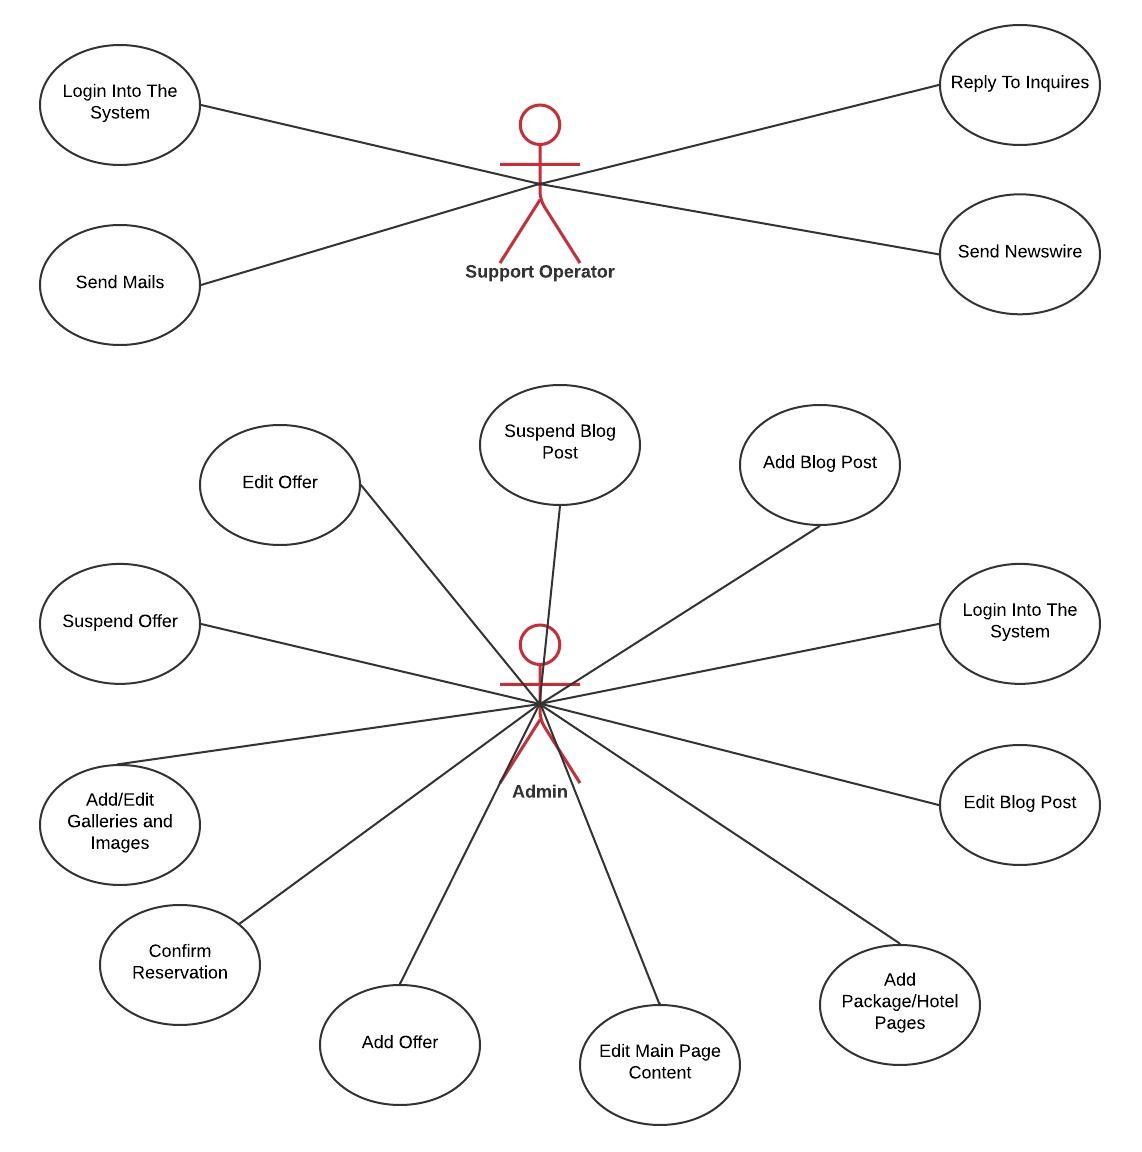 Login Into The
System
Reply To Inquires
Send Mails
Send Newswire
Support Operator
Suspend Blog
Post
Add Blog Post
Edit Offer
Suspend Offer
Login Into The
System
Admin
Add/Edit
Galleries and
Images
Edit Blog Post
Confirm
Reservation
Add Offer
Edit Main Page
Content
Add
Package/Hotel
Pages